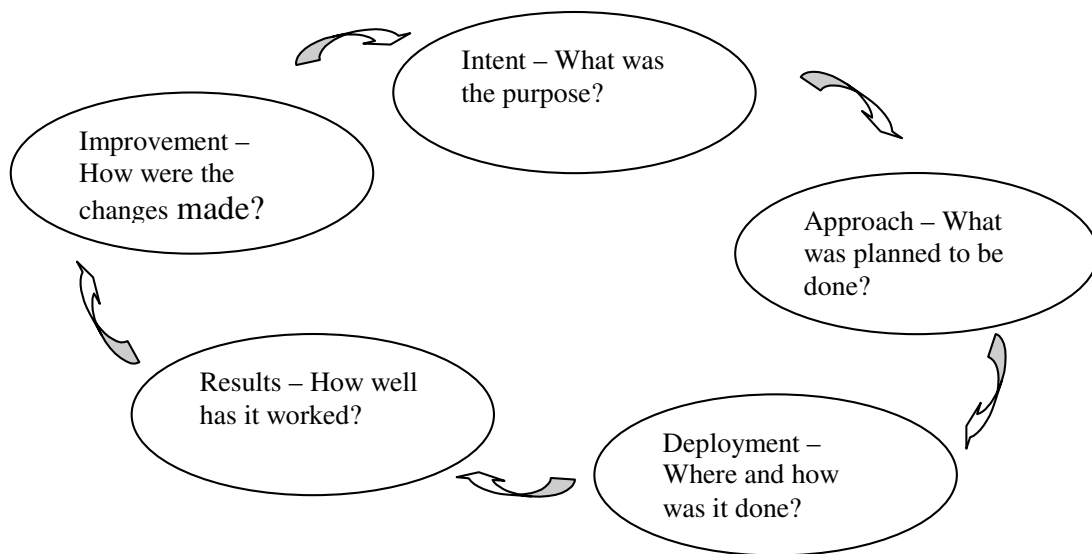 Intent – What was
the purpose?
Approach – What
was planned to be
done?
Deployment –
Where and how
was it done?
Results – How well
has it worked?
Improvement –
How were the
changes made?